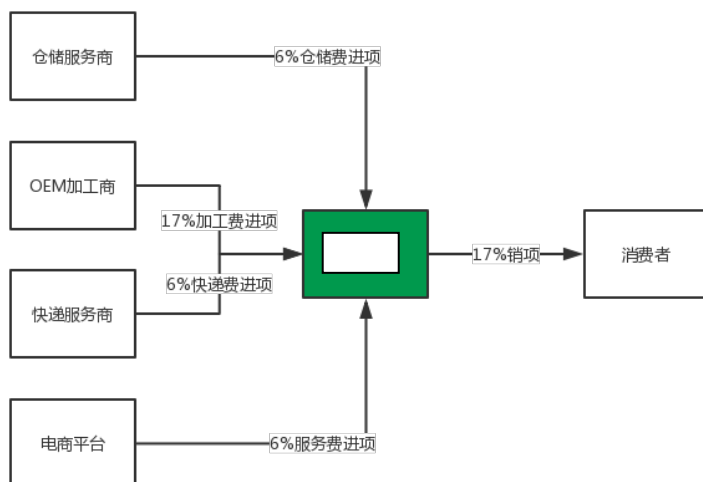 仓储服务商
6%仓储费进项
OEM加工商
17%加工费进项
17%销项
消费者
6%快递费进项
快递服务商
电商平台
6%服务费进项